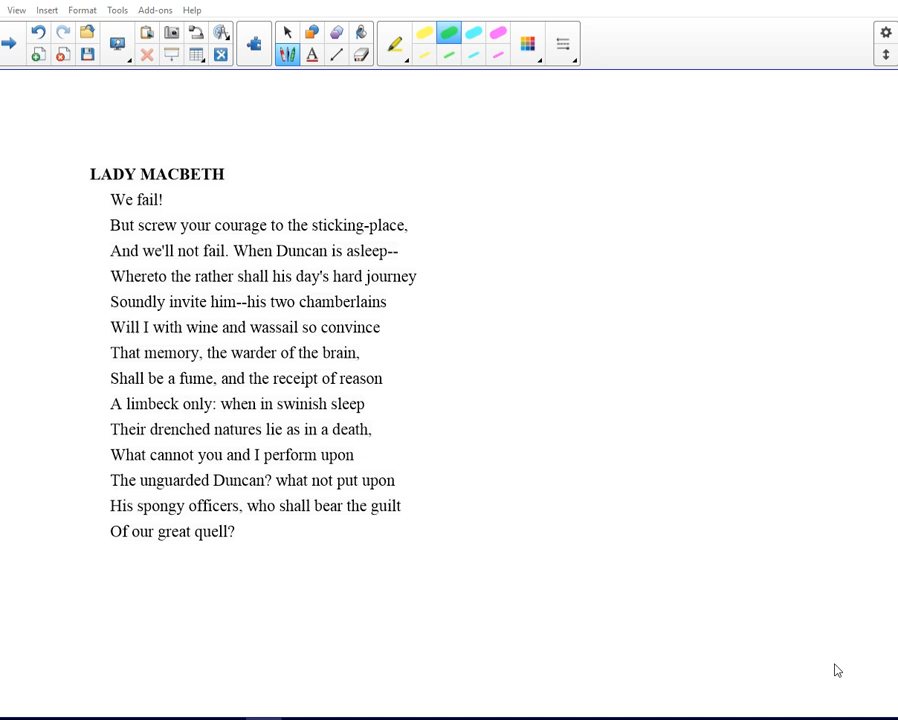 View Insert Format Tools Add-ons Help
LADY MACBETH
We fail!
But screw your courage to the sticking-place,
And we'll not fail. When Duncan is asleep--
Whereto the rather shall his day's hard journey
Soundly invite him--his two chamberlains
Will I with wine and wassail so convince
That memory, the warder of the brain,
Shall be a fume, and the receipt of reason
A limbeck only: when in swinish sleep
Their drenched natures lie as in a death,
What cannot you and I perform upon
The unguarded Duncan? what not put upon
His spongy officers, who shall bear the guilt
Of our great quell?